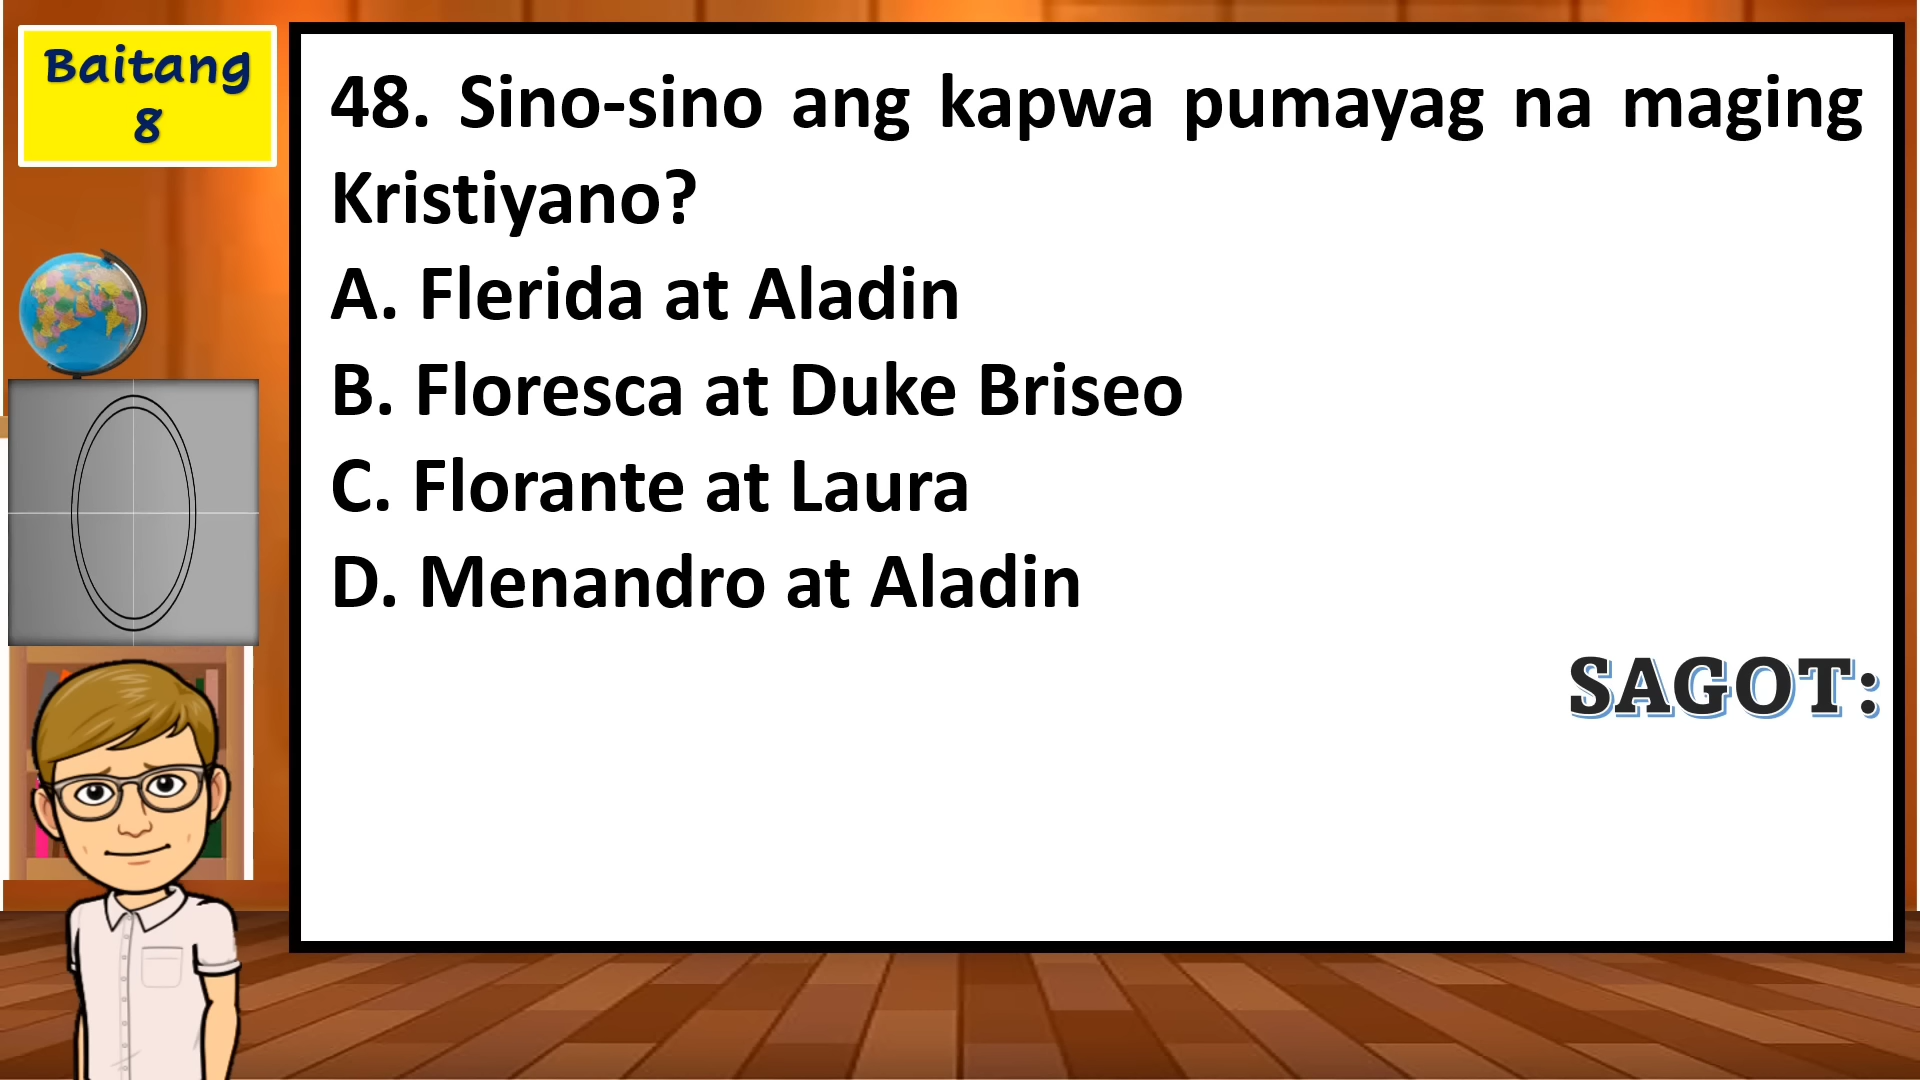 Baitang
8
48. Sino-sino ang kapwa pumayag na maging
Kristiyano?
A. Flerida at Aladin
B. Floresca at Duke Briseo
C. Florante at Laura
D. Menandro at Aladin
SAGOT: